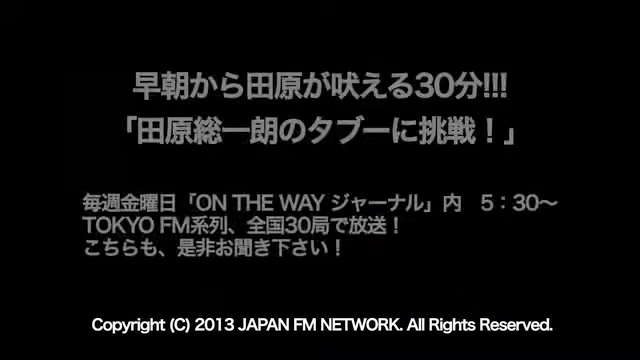 早朝から田原が吠える30分!!!
「田原総一朗のタブーに挑戦！」
毎週金曜日「ON THE WAY ジャーナル」内　5：30〜
TOKYO FM系列、全国30局で放送！
こちらも、是非お聞き下さい！
Copyright (C) 2013 JAPAN FM NETWORK. All Rights Reserved.